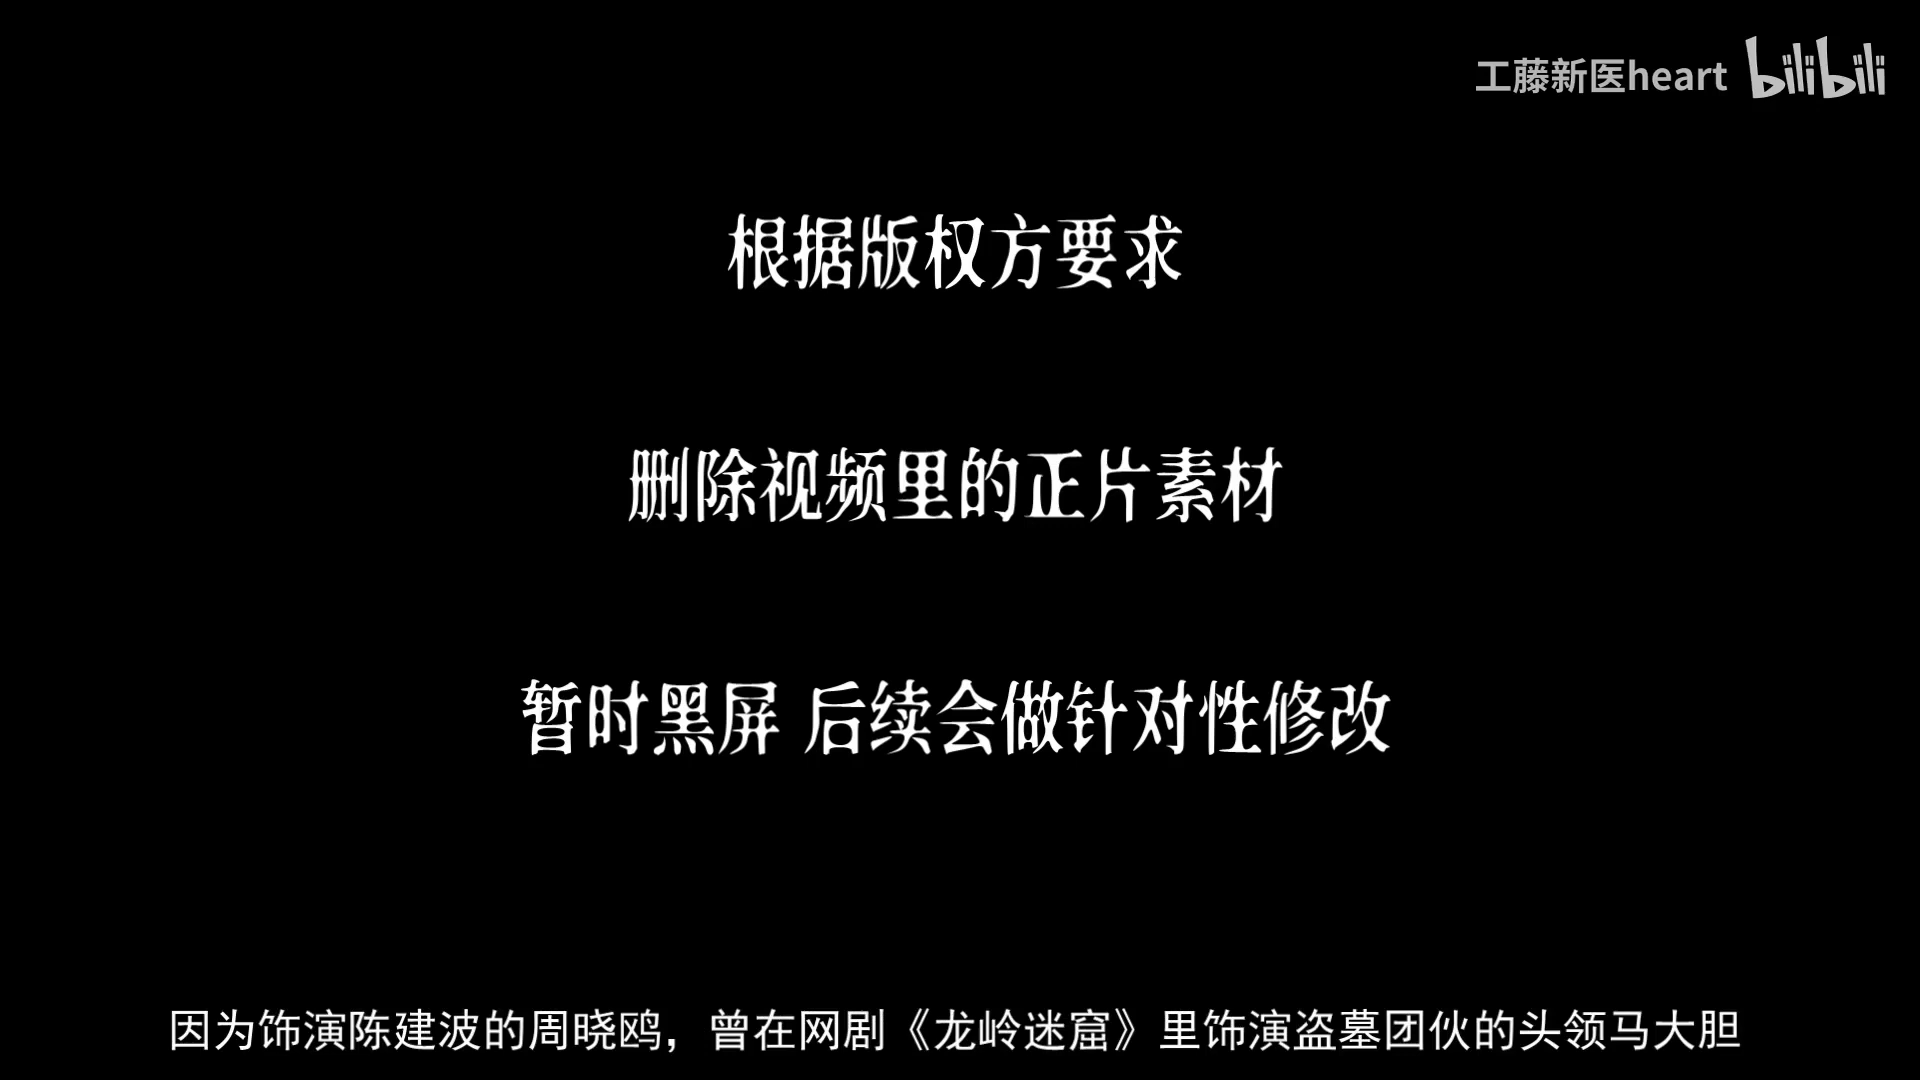 工藤新医heart bilibili
根据版权方要求
删除视频里的正片素材
暂时黑屏 后续会做针对性修改
因为饰演陈建波的周晓鸥，曾在网剧《龙岭迷窟》里饰演盗墓团伙的头领马大胆